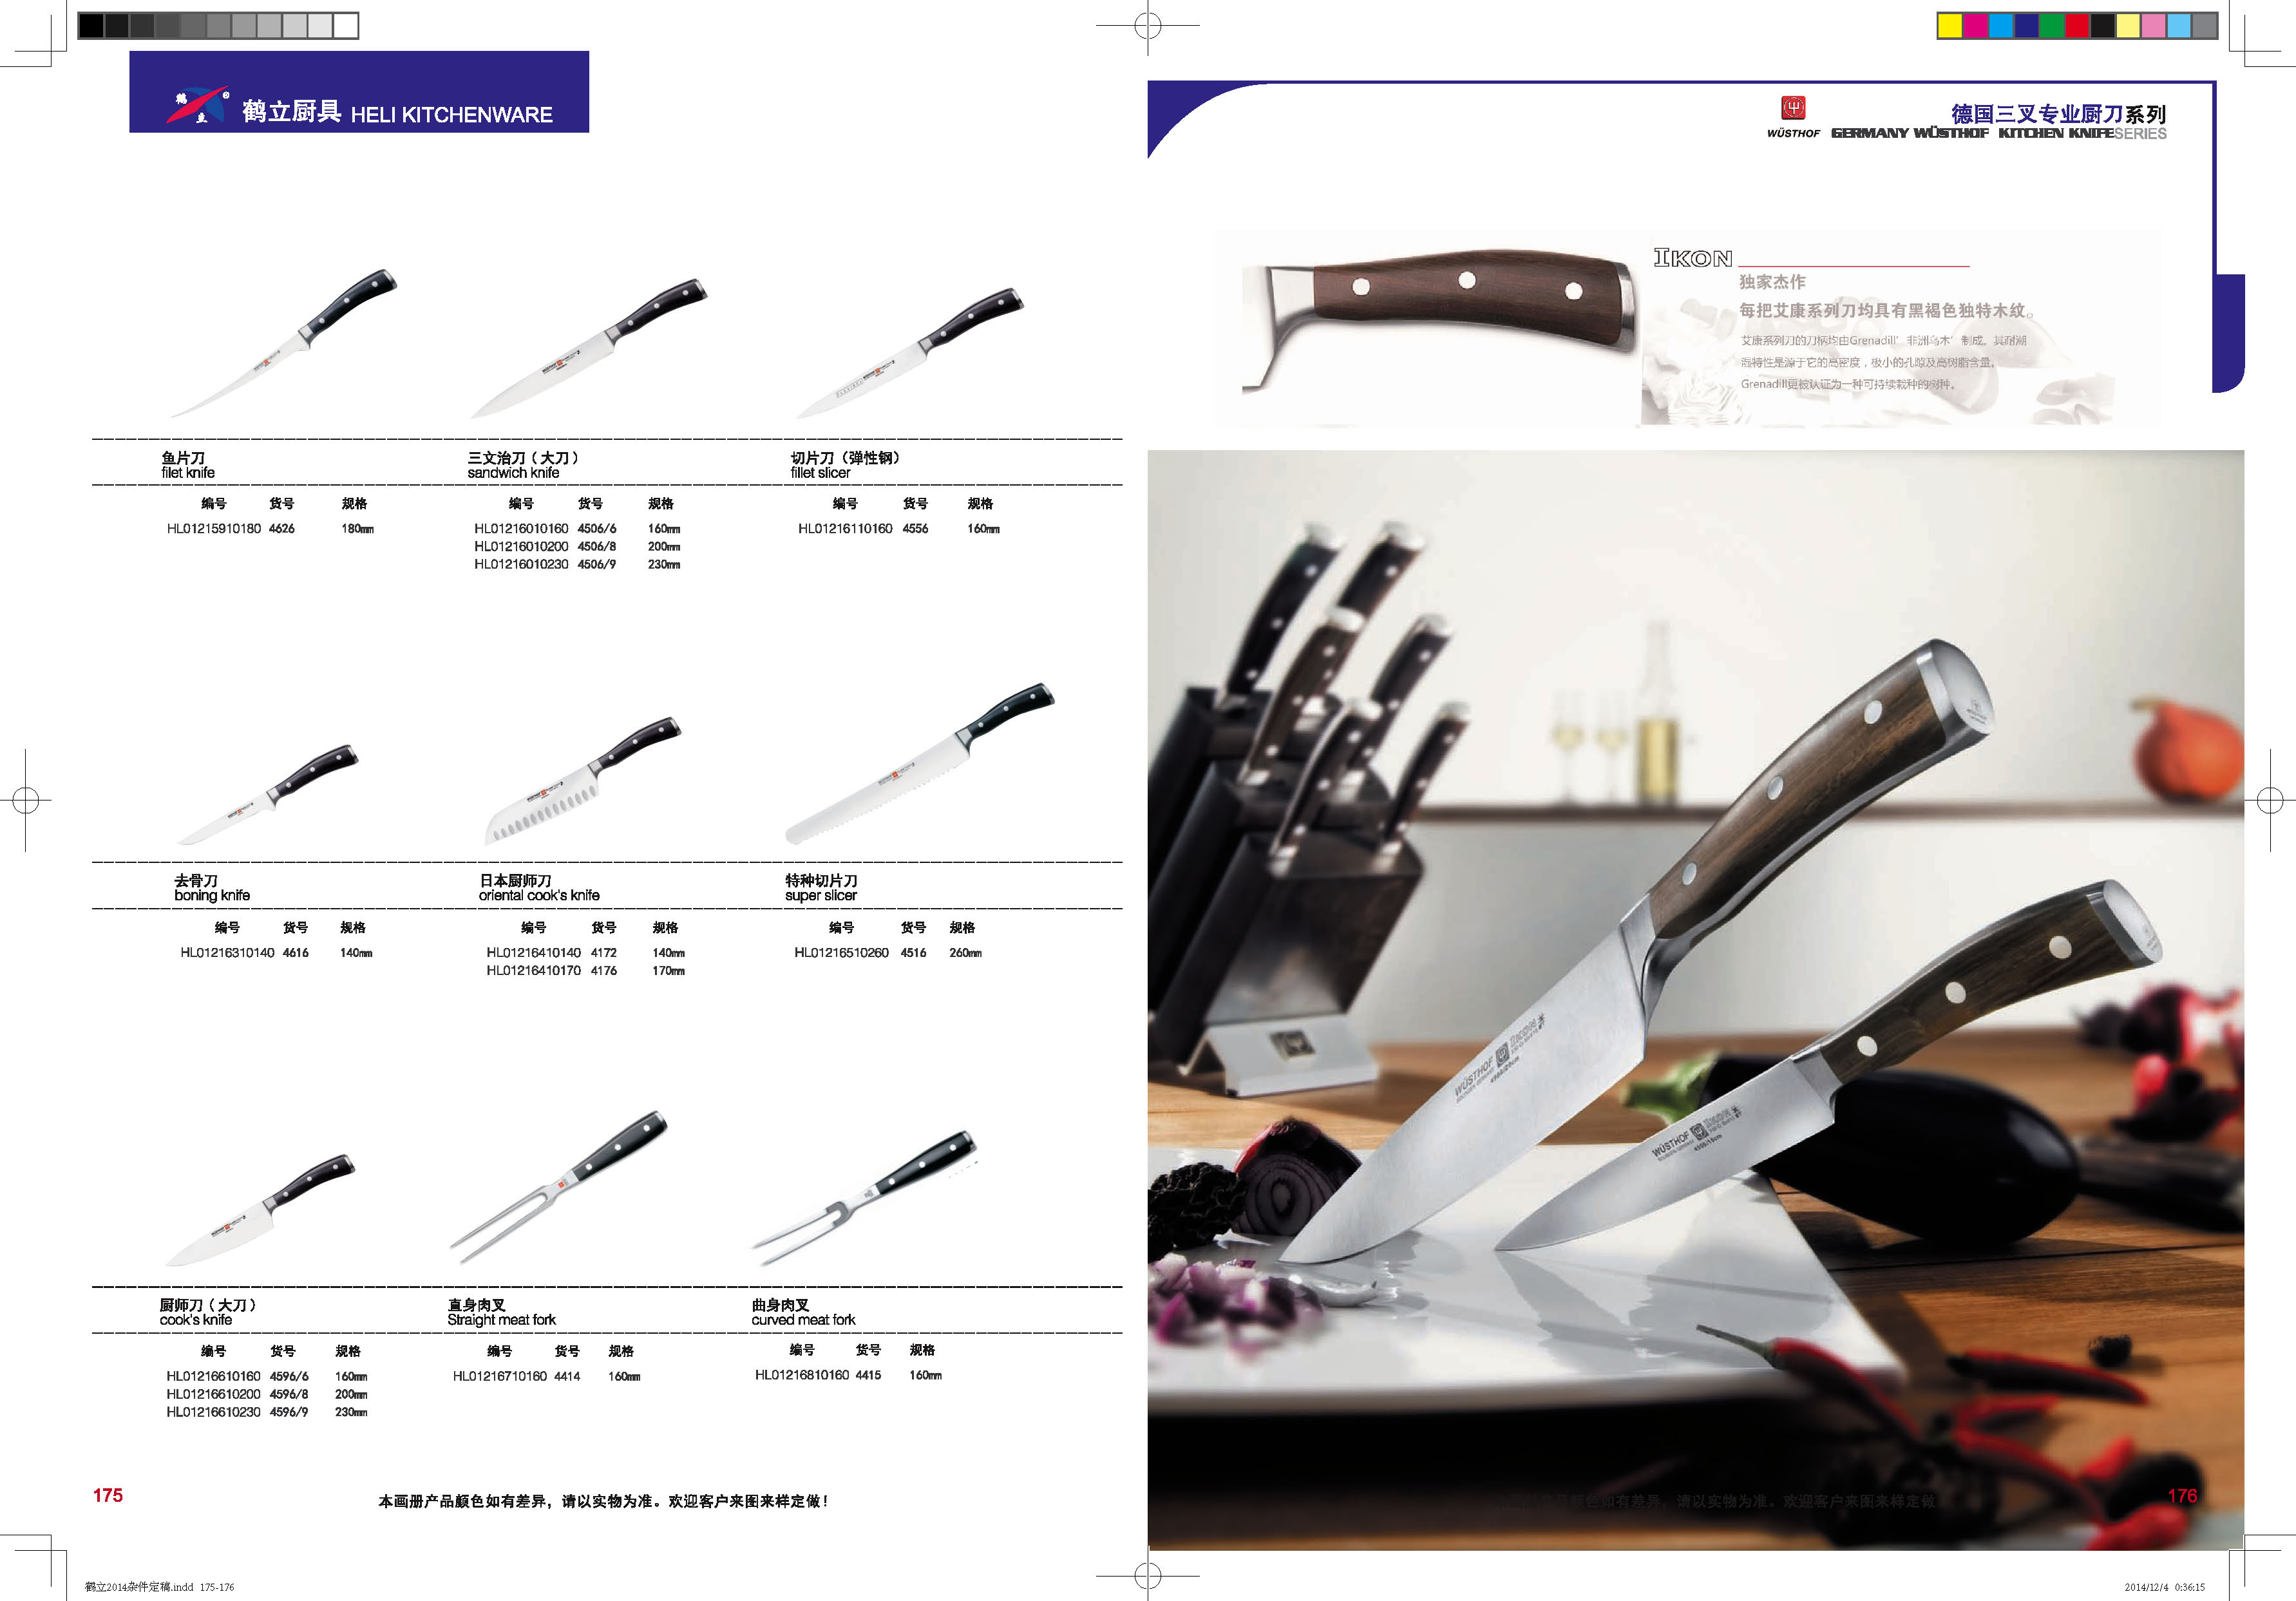 鹤立
鹤立厨具 HELI KITCHENWARE
德国三叉专业厨刀系列
WÜSTHOF GERMANY WÜSTHOF KITCHEN KNIFE SERIES
IKON
独家杰作
每把艾康系列刀均具有黑褐色独特木纹。
艾康系列刀的刀柄均由Grenadill’非洲乌木’制成。其耐潮
湿特性是源于它的高密度，极小的孔隙及高树脂含量。
Grenadill更被认证为一种可持续栽种的树种。
鱼片刀
filet knife
编号 货号 规格
HL01215910180 4626 180mm
三文治刀（大刀）
sandwich knife
编号 货号 规格
HL01216010160 4506/6 160mm
HL01216010200 4506/8 200mm
HL01216010230 4506/9 230mm
切片刀（弹性钢）
fillet slicer
编号 货号 规格
HL01216110160 4556 160mm
去骨刀
boning knife
编号 货号 规格
HL01216310140 4616 140mm
日本厨师刀
oriental cook's knife
编号 货号 规格
HL01216410140 4172 140mm
HL01216410170 4176 170mm
特种切片刀
super slicer
编号 货号 规格
HL01216510260 4516 260mm
厨师刀（大刀）
cook's knife
编号 货号 规格
HL01216610160 4596/6 160mm
HL01216610200 4596/8 200mm
HL01216610230 4596/9 230mm
直身肉叉
Straight meat fork
编号 货号 规格
HL01216710160 4414 160mm
曲身肉叉
curved meat fork
编号 货号 规格
HL01216810160 4415 160mm
WÜSTHOF
WÜSTHOF
175
本画册产品颜色如有差异，请以实物为准。欢迎客户来图来样定做！
颜色如有差异，请以实物为准。欢迎客户来图来样定做
176
鹤立2014杂件定稿.indd 175-176
2014/12/4 0:36:15